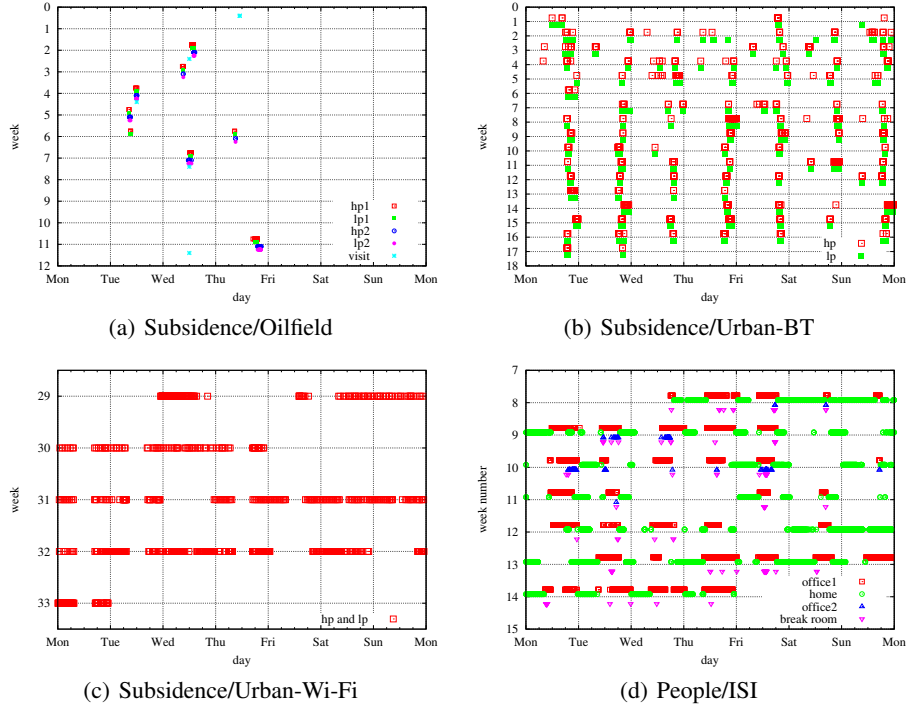 0
1
2
3
4
5
6
7
8
9
10
11
12
week
Mon Tue Wed Thu Fri Sat Sun Mon
day
hp1
lp1
hp2
lp2
visit
(a) Subsidence/Oilfield
0
1
2
3
4
5
6
7
8
9
10
11
12
13
14
15
16
17
18
week
Mon Tue Wed Thu Fri Sat Sun Mon
day
hp
lp
(b) Subsidence/Urban-BT
29
30
31
32
33
week
Mon Tue Wed Thu Fri Sat Sun Mon
day
hp and lp
(c) Subsidence/Urban-Wi-Fi
7
8
9
10
11
12
13
14
15
week number
Mon Tue Wed Thu Fri Sat Sun Mon
day
office1
home
office2
break room
(d) People/ISI